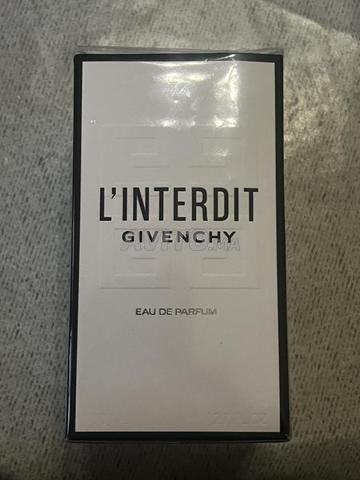 L'INTERDIT
GIVENCHY
EAU DE PARFUM